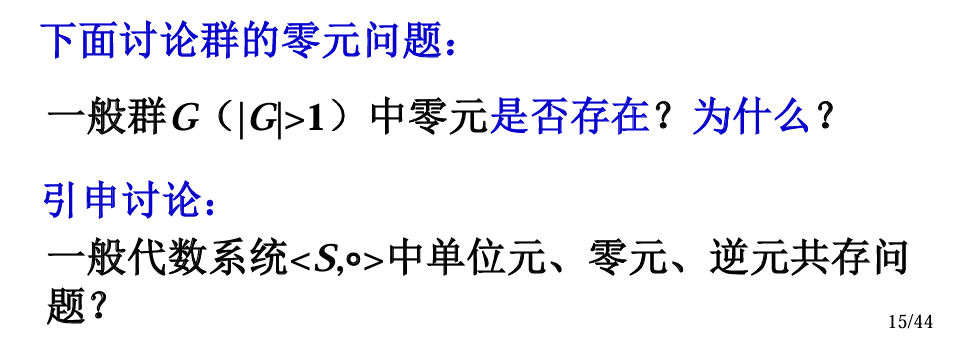 下面讨论群的零元问题：
一般群G（|G|>1）中零元是否存在？为什么？
引申讨论：
一般代数系统<S,∘>中单位元、零元、逆元共存问
题？
15/44